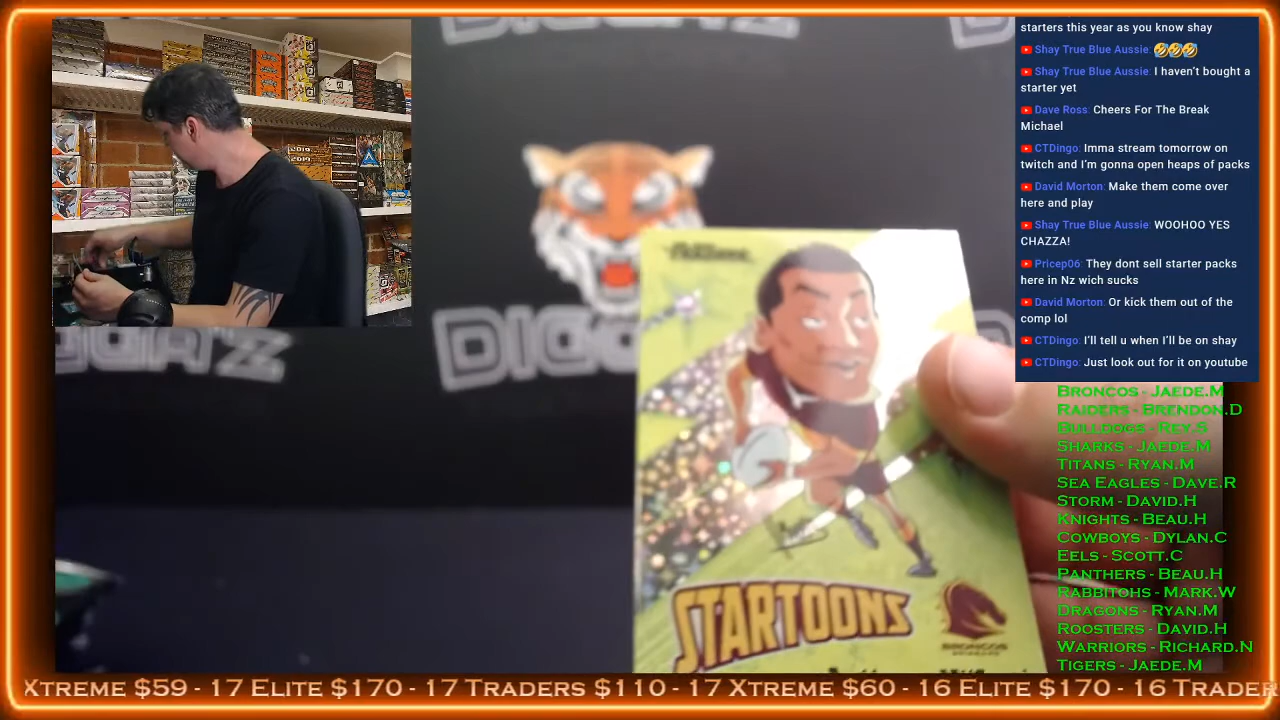 starters this year as you know shay
Shay True Blue Aussie: 🤣🤣🤣
Shay True Blue Aussie: I haven't bought a
starter yet
Dave Ross: Cheers For The Break
Michael
CTDingo: Imma stream tomorrow on
twitch and I'm gonna open heaps of packs
David Morton: Make them come over
here and play
Shay True Blue Aussie: WOOHOO YES
CHAZZA!
Pricep06: They dont sell starter packs
here in Nz wich sucks
David Morton: Or kick them out of the
comp lol
CTDingo: I'll tell u when I'll be on shay
CTDingo: Just look out for it on youtube
Broncos - Jaede.M
Raiders - Brendon.D
Bulldogs - Rey.S
Sharks - Jaede.M
Titans - Ryan.M
Sea Eagles - Dave.R
Storm - David.H
Knights - Beau.H
Cowboys - Dylan.C
Eels - Scott.C
Panthers - Beau.H
Rabbitohs - Mark.W
Dragons - Ryan.M
Roosters - David.H
Warriors - Richard.N
Tigers - Jaede.M
2019
2019
STARTOONS
BRONCOS
Xtreme $59 - 17 Elite $170 - 17 Traders $110 - 17 Xtreme $60 - 16 Elite $170 - 16 Trader